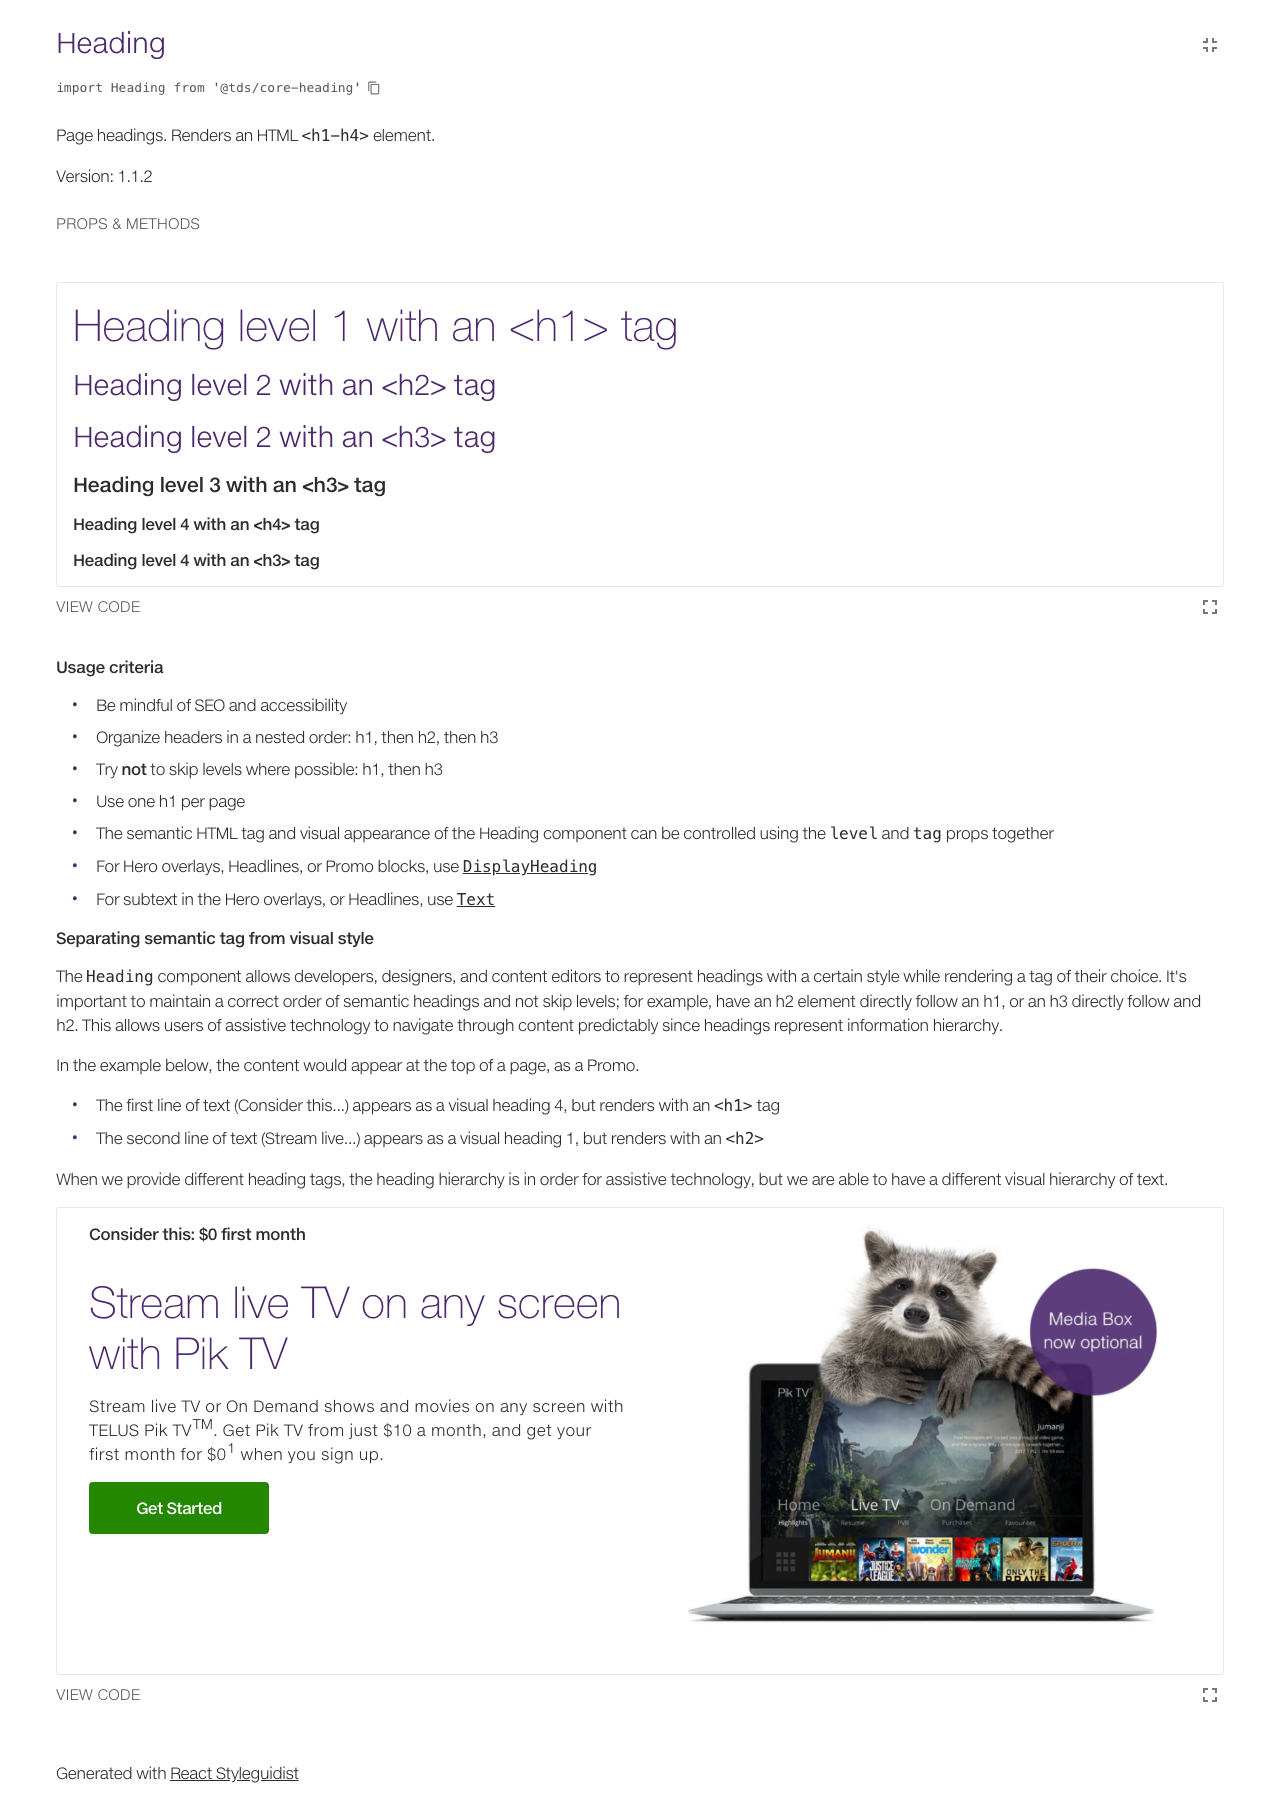 Heading
import Heading from '@tds/core-heading'
Page headings. Renders an HTML <h1-h4> element.
Version: 1.1.2
PROPS & METHODS
Heading level 1 with an <h1> tag
Heading level 2 with an <h2> tag
Heading level 2 with an <h3> tag
Heading level 3 with an <h3> tag
Heading level 4 with an <h4> tag
Heading level 4 with an <h3> tag
VIEW CODE
Usage criteria
• Be mindful of SEO and accessibility
• Organize headers in a nested order: h1, then h2, then h3
• Try not to skip levels where possible: h1, then h3
• Use one h1 per page
• The semantic HTML tag and visual appearance of the Heading component can be controlled using the level and tag props together
• For Hero overlays, Headlines, or Promo blocks, use DisplayHeading
• For subtext in the Hero overlays, or Headlines, use Text
Separating semantic tag from visual style
The Heading component allows developers, designers, and content editors to represent headings with a certain style while rendering a tag of their choice. It's
important to maintain a correct order of semantic headings and not skip levels; for example, have an h2 element directly follow an h1, or an h3 directly follow and
h2. This allows users of assistive technology to navigate through content predictably since headings represent information hierarchy.
In the example below, the content would appear at the top of a page, as a Promo.
• The first line of text (Consider this...) appears as a visual heading 4, but renders with an <h1> tag
• The second line of text (Stream live...) appears as a visual heading 1, but renders with an <h2>
When we provide different heading tags, the heading hierarchy is in order for assistive technology, but we are able to have a different visual hierarchy of text.
Consider this: $0 first month
Stream live TV on any screen
with Pik TV
Stream live TV or On Demand shows and movies on any screen with
TELUS Pik TV™. Get Pik TV from just $10 a month, and get your
first month for $0¹ when you sign up.
Get Started
Media Box
now optional
Pik TV
Jumanji
Home Live TV On Demand
Highlights Resume PVR Purchases Favourites
JUMANJI
JUSTICE
LEAGUE
wonder
ONLY THE
BRAVE
VIEW CODE
Generated with React Styleguidist